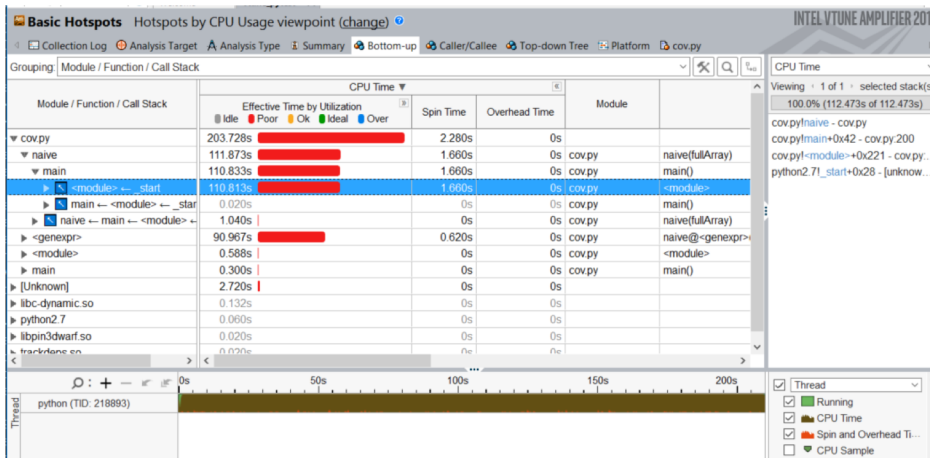 Basic Hotspots Hotspots by CPU Usage viewpoint (change) ?
INTEL VTUNE AMPLIFIER 201
Collection Log Analysis Target Analysis Type Summary Bottom-up Caller/Callee Top-down Tree Platform cov.py
Grouping: Module / Function / Call Stack
Module / Function / Call Stack
CPU Time ▼
Effective Time by Utilization
Idle Poor Ok Ideal Over
Spin Time
Overhead Time
Module
cov.py 203.728s 2.280s 0s
naive 111.873s 1.660s 0s cov.py naive(fullArray)
main 110.833s 1.660s 0s cov.py main()
<module> ← _start 110.813s 1.660s 0s cov.py <module>
main ← <module> ← _star 0.020s 0s 0s cov.py main()
naive ← main ← <module> ← 1.040s 0s 0s cov.py naive(fullArray)
<genexpr> 90.967s 0.620s 0s cov.py naive@<genexpr>
<module> 0.588s 0s 0s cov.py <module>
main 0.300s 0s 0s cov.py main()
[Unknown] 2.720s 0s 0s
libc-dynamic.so 0.132s 0s 0s
python2.7 0.060s 0s 0s
libpin3dwarf.so 0.020s 0s 0s
trackdeps.so 0.020s 0s 0s
CPU Time
Viewing 1 of 1 selected stack(s
100.0% (112.473s of 112.473s)
cov.py!naive - cov.py
cov.py!main+0x42 - cov.py:200
cov.py!<module>+0x221 - cov.py:..
python2.7!_start+0x28 - [unknow...
0s 50s 100s 150s 200s
Thread
python (TID: 218893)
Thread
Running
CPU Time
Spin and Overhead Ti...
CPU Sample